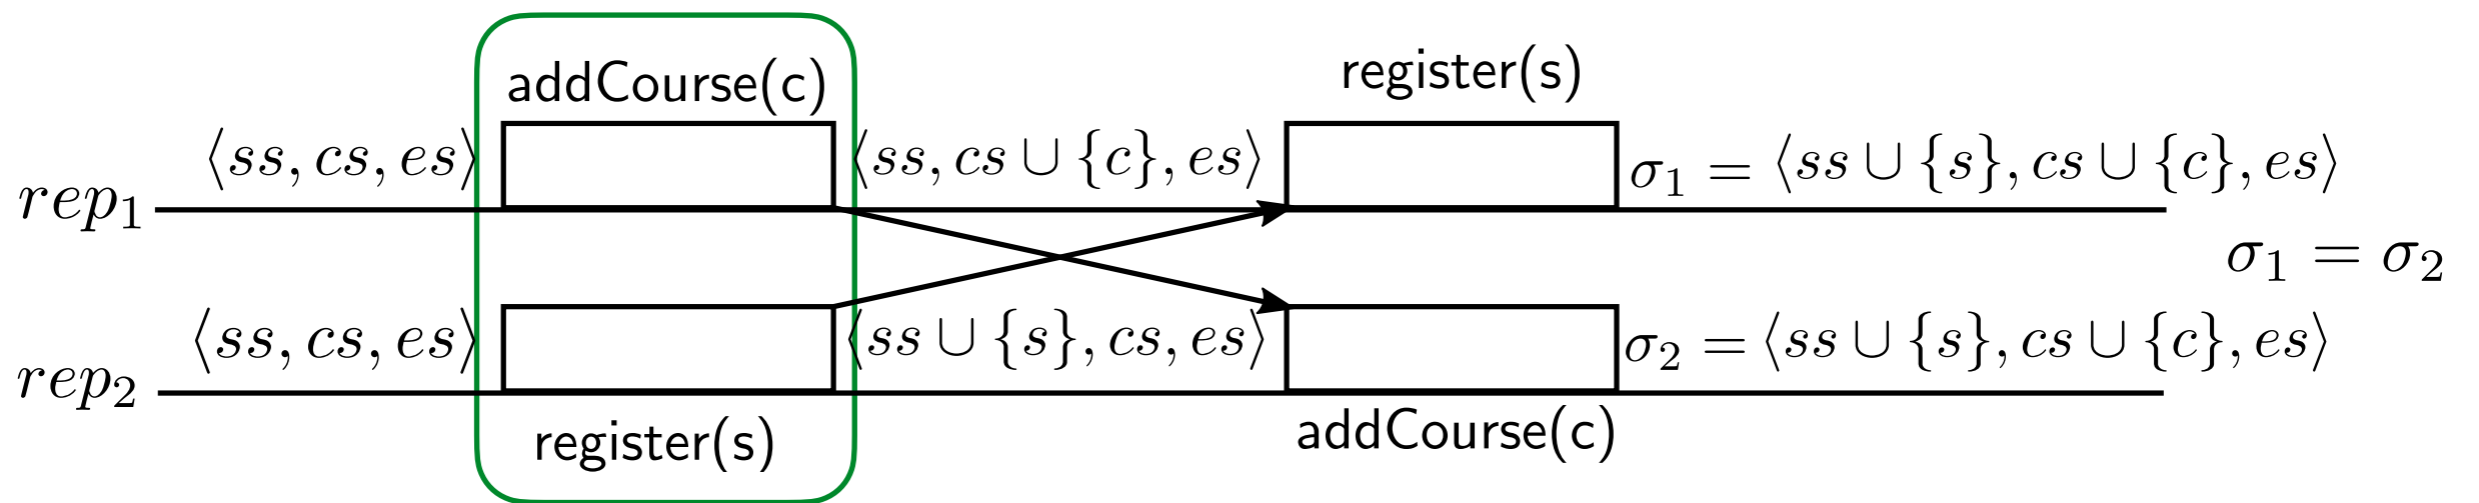 addCourse(c) register(s)
⟨ss, cs, es⟩ ⟨ss, cs ∪ {c}, es⟩ σ₁ = ⟨ss ∪ {s}, cs ∪ {c}, es⟩
rep₁
σ₁ = σ₂
⟨ss, cs, es⟩ ⟨ss ∪ {s}, cs, es⟩ σ₂ = ⟨ss ∪ {s}, cs ∪ {c}, es⟩
rep₂
register(s) addCourse(c)